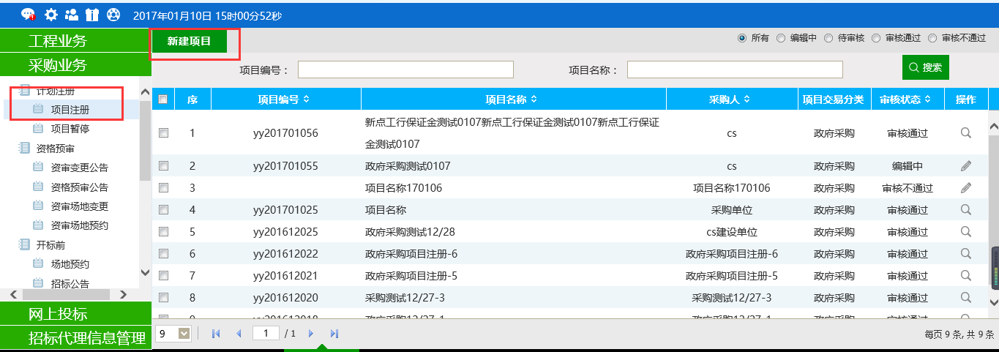 2017年01月10日 15时00分52秒
工程业务
采购业务
计划注册
项目注册
项目暂停
资格预审
资审变更公告
资格预审公告
资审场地变更
资审场地预约
开标前
场地预约
招标公告
网上投标
招标代理信息管理
新建项目
所有 编辑中 待审核 审核通过 审核不通过
项目编号： 项目名称： 搜索
序 项目编号 项目名称 采购人 项目交易分类 审核状态 操作
1 yy201701056 新点工行保证金测试0107新点工行保证金测试0107新点工行保证 cs 政府采购 审核通过
金测试0107
2 yy201701055 政府采购测试0107 cs 政府采购 编辑中
3 项目名称170106 项目名称170106 政府采购 审核不通过
4 yy201701025 项目名称 采购单位 政府采购 审核通过
5 yy201612025 政府采购测试12/28 cs建设单位 政府采购 审核通过
6 yy201612022 政府采购项目注册-6 政府采购项目注册-6 政府采购 审核通过
7 yy201612021 政府采购项目注册-5 政府采购项目注册-5 政府采购 审核通过
8 yy201612020 采购测试12/27-3 采购测试12/27-3 政府采购 审核通过
9 1 / 1 每页 9 条, 共 9 条